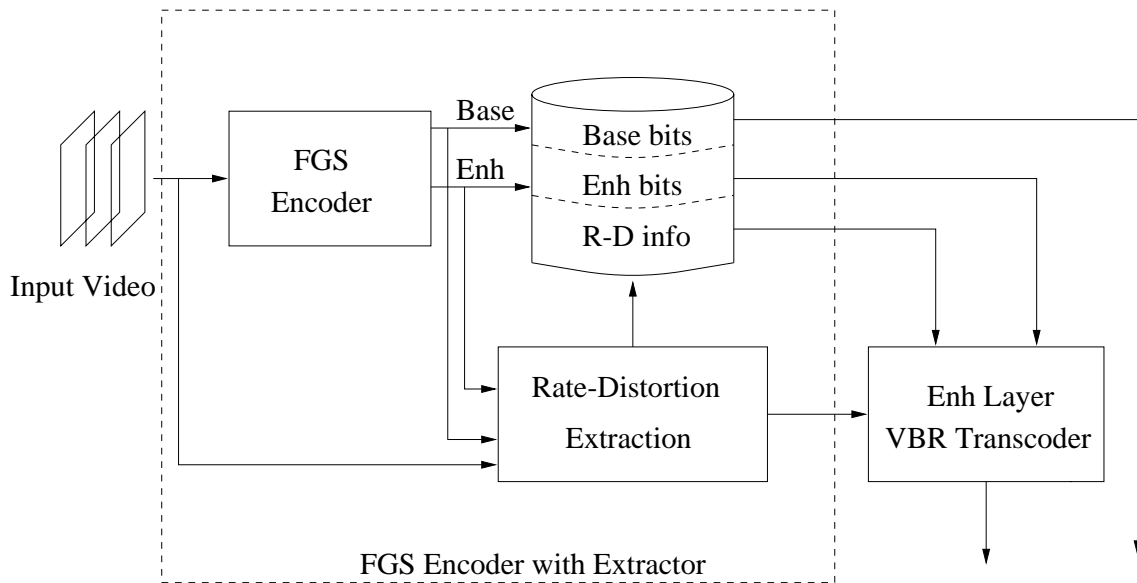 Base
Base bits
FGS
Encoder
Enh
Enh bits
R-D info
Input Video
Rate-Distortion
Extraction
Enh Layer
VBR Transcoder
FGS Encoder with Extractor